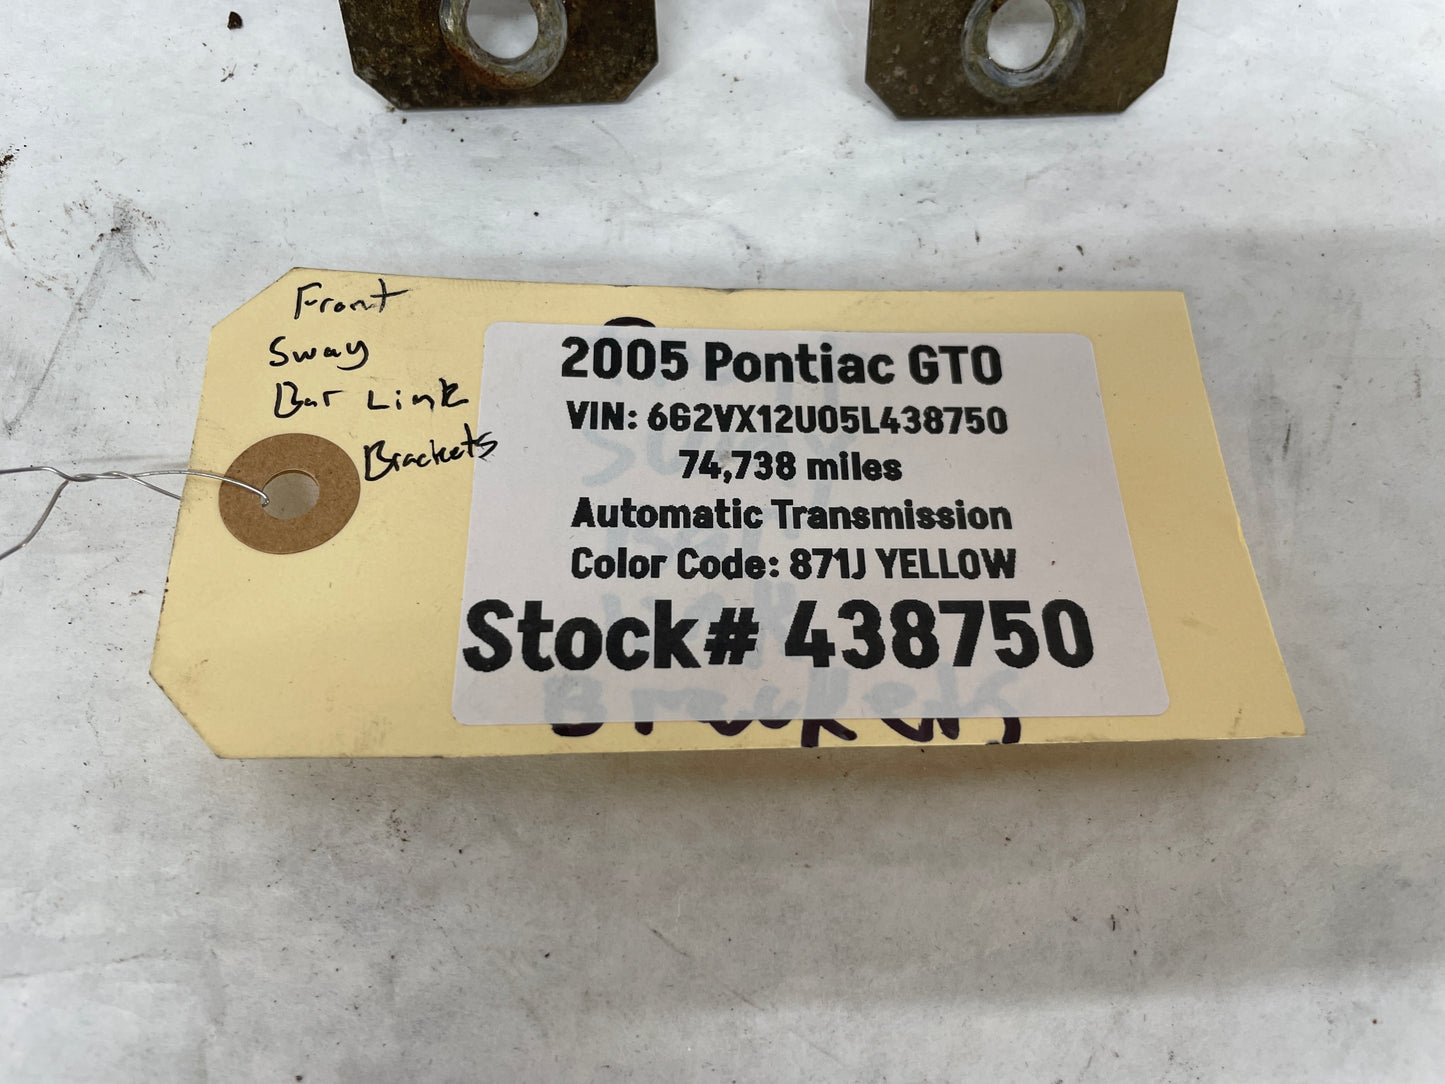 Front
Sway
Bar Link
Brackets
2005 Pontiac GTO
VIN: 6G2VX12U05L438750
74,738 miles
Automatic Transmission
Color Code: 871J YELLOW
Stock# 438750
Brackets